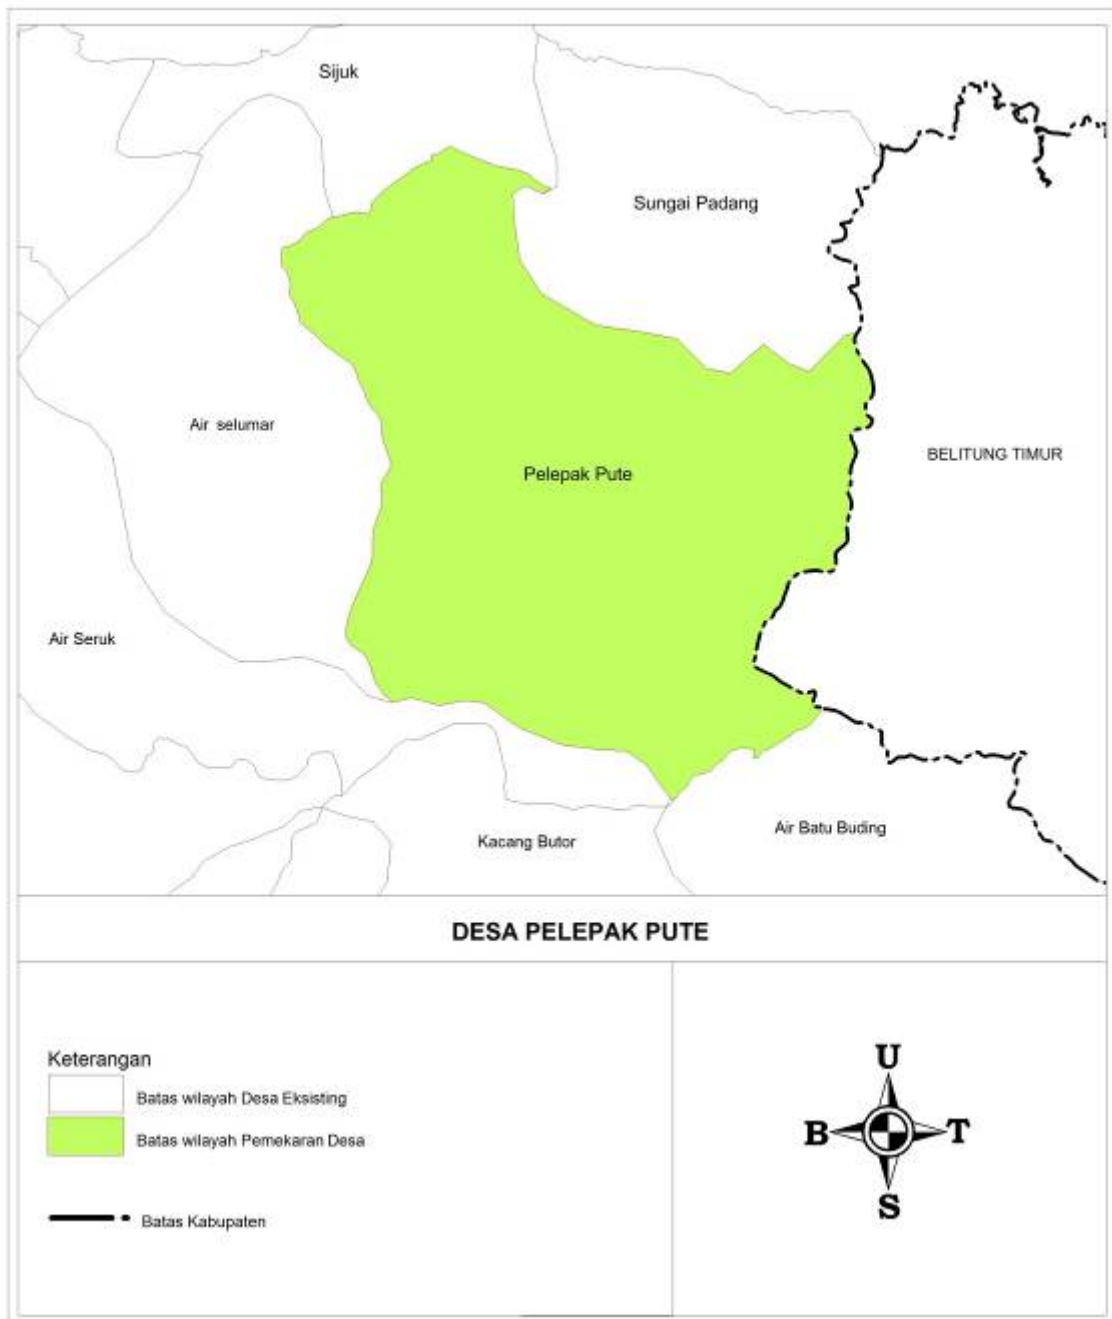 Sijuk
Sungai Padang
Air selumar
BELITUNG TIMUR
Pelepak Pute
Air Seruk
Air Batu Buding
Kacang Butor
DESA PELEPAK PUTE
Keterangan
Batas wilayah Desa Eksisting
Batas wilayah Pemekaran Desa
Batas Kabupaten
U
B
T
S